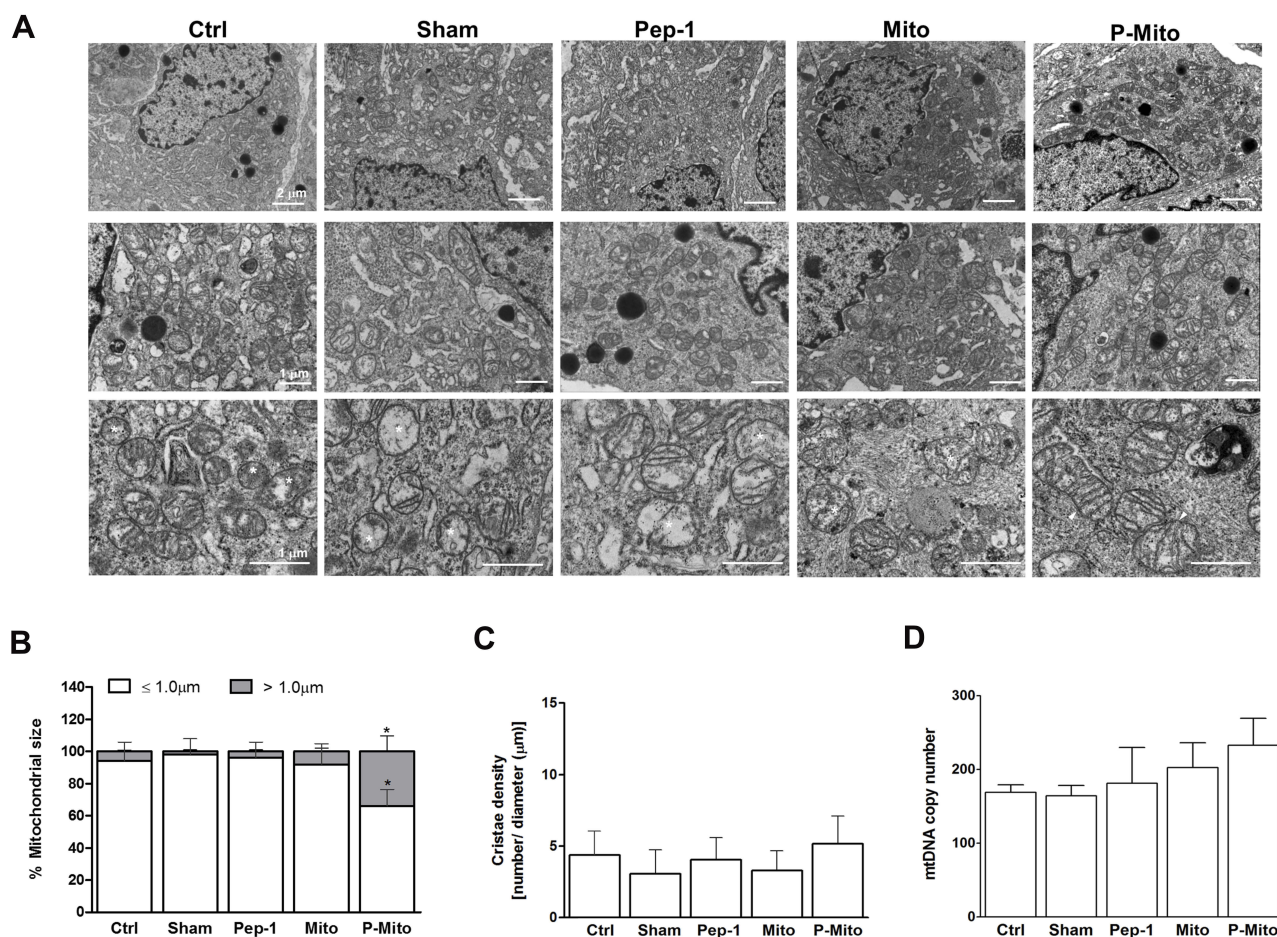 A
Ctrl
Sham
Pep-1
Mito
P-Mito
2 μm
1 μm
1 μm
B
% Mitochondrial size
140
120
100
80
60
40
20
0
≤ 1.0μm
> 1.0μm
*
*
Ctrl
Sham
Pep-1
Mito
P-Mito
C
Cristae density
[number/ diameter (μm)]
15
10
5
0
Ctrl
Sham
Pep-1
Mito
P-Mito
D
mtDNA copy number
300
200
100
0
Ctrl
Sham
Pep-1
Mito
P-Mito